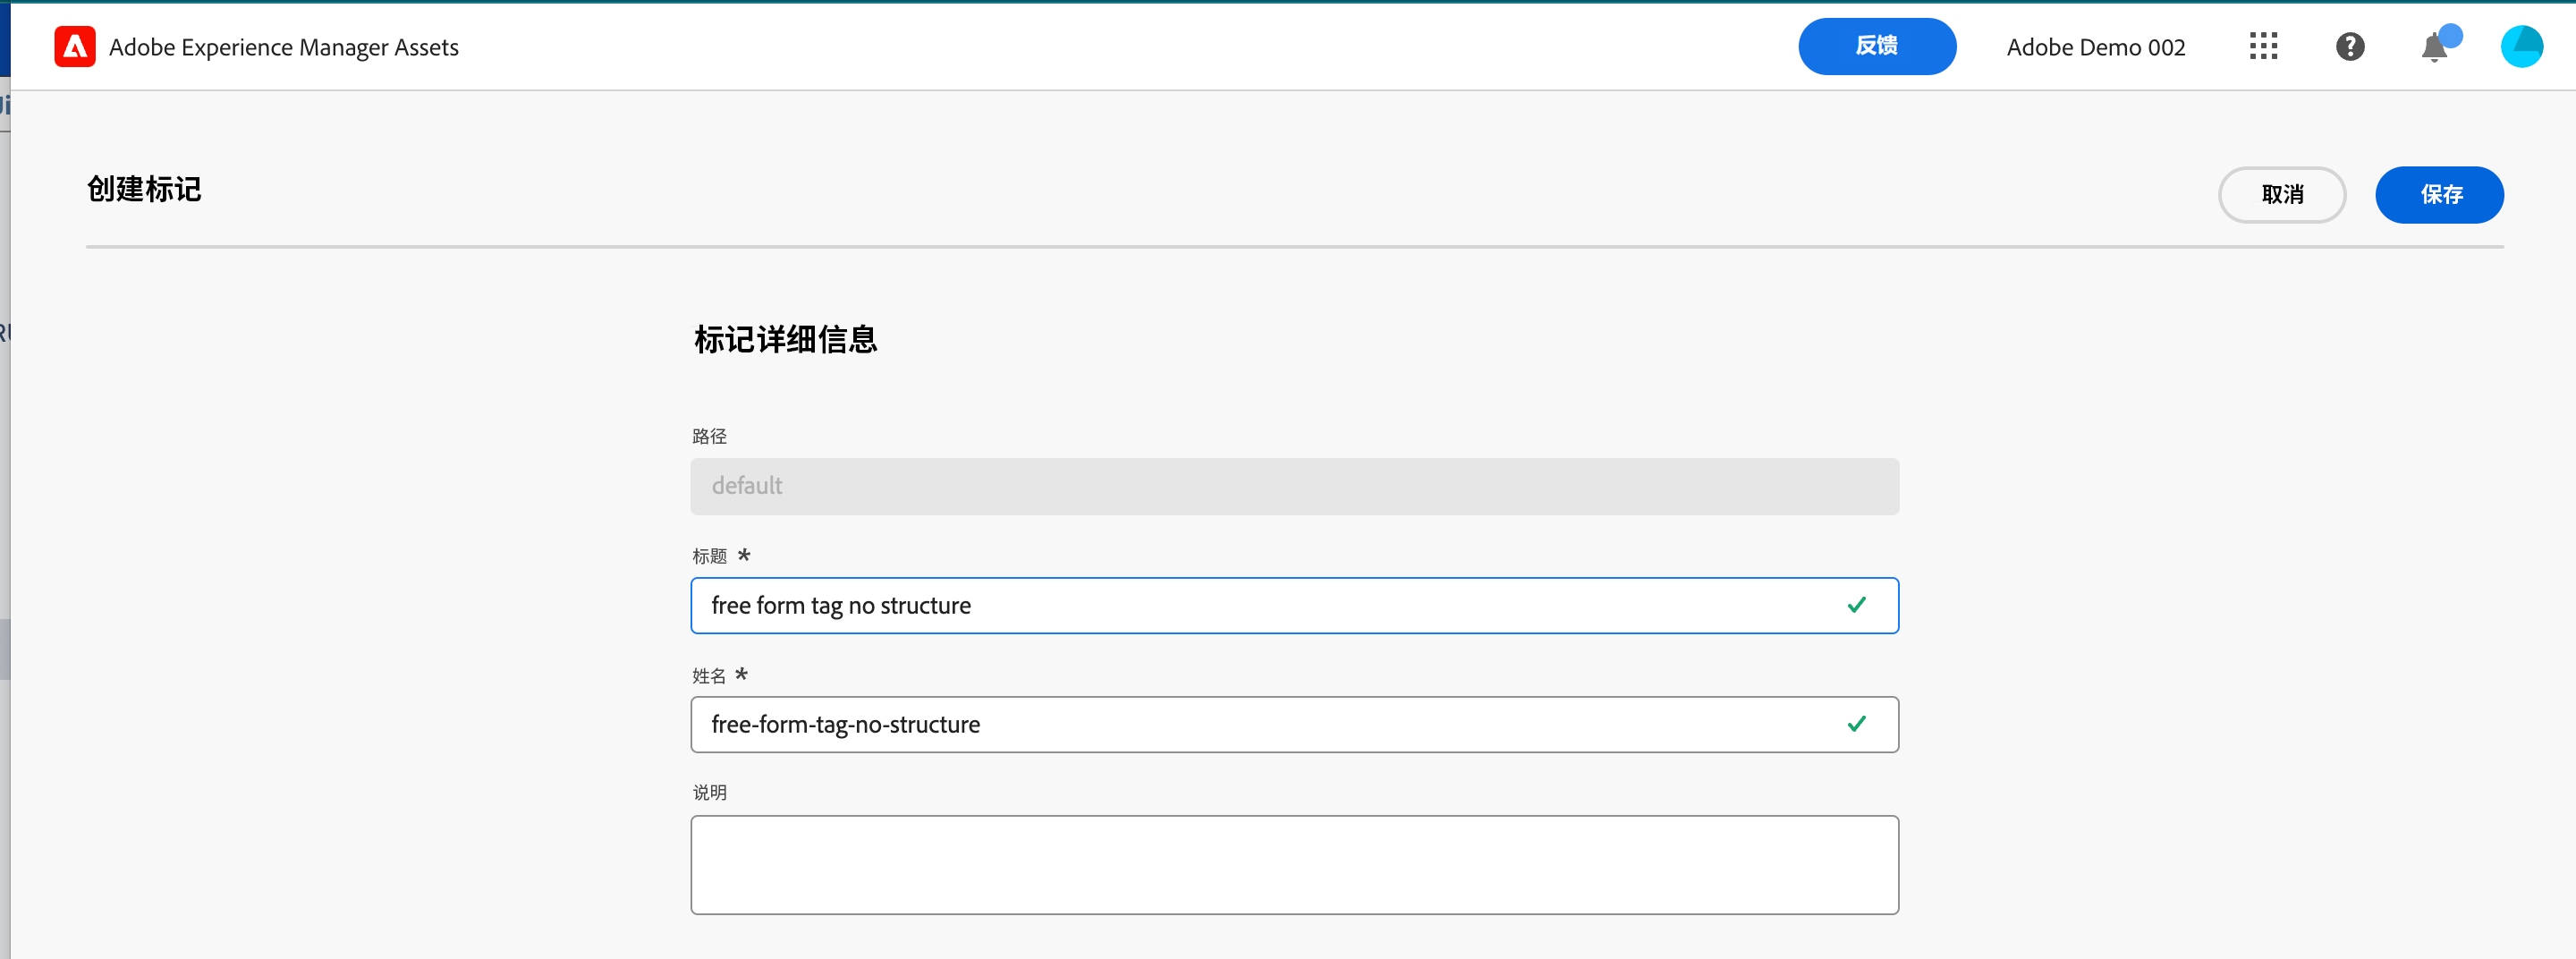 Adobe Experience Manager Assets
反馈
Adobe Demo 002
创建标记
取消
保存
标记详细信息
路径
default
标题 *
free form tag no structure
姓名 *
free-form-tag-no-structure
说明